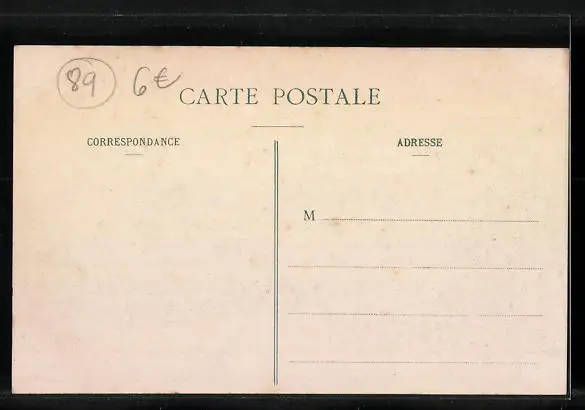 89 6€
CARTE POSTALE
CORRESPONDANCE ADRESSE
M